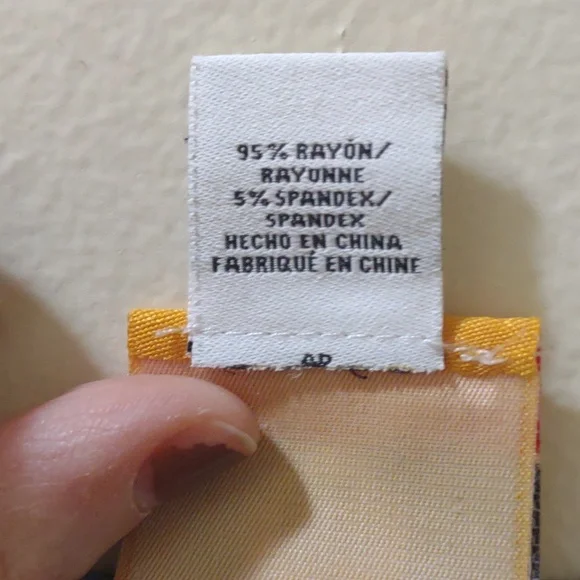 95% RAYÓN/
RAYONNE
5% SPANDEX/
SPANDEX
HECHO EN CHINA
FABRIQUÉ EN CHINE